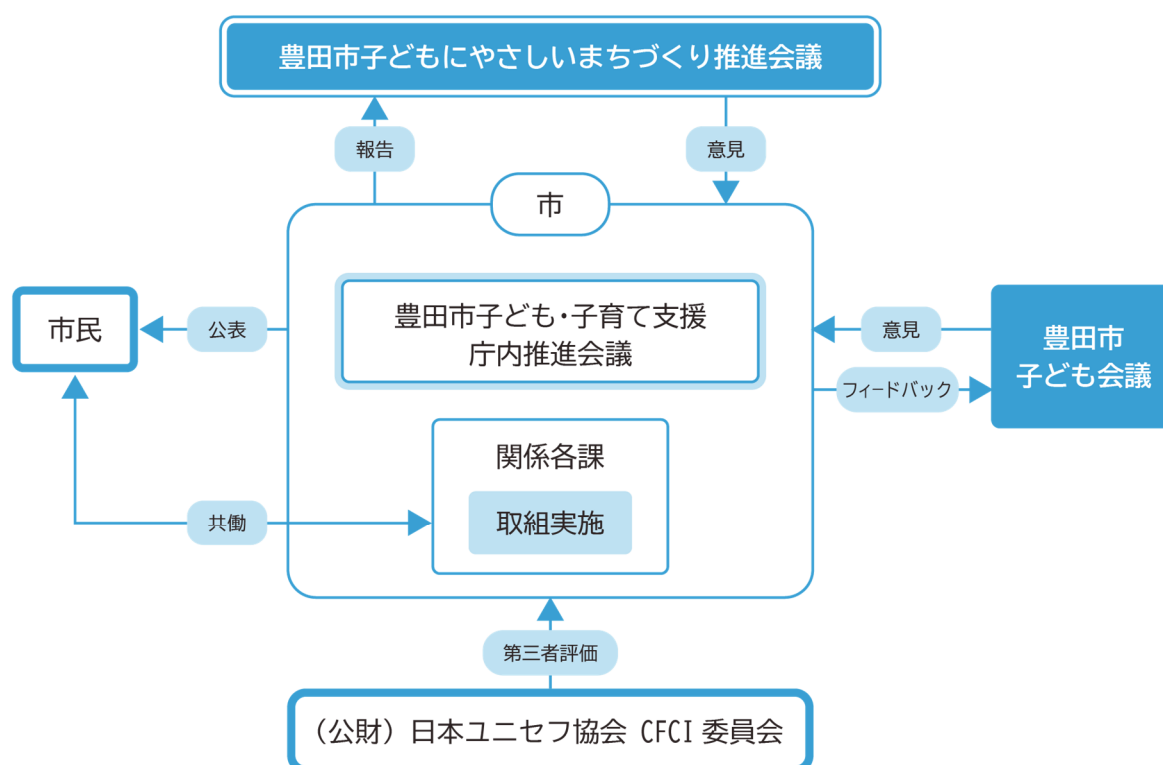 豊田市子どもにやさしいまちづくり推進会議
報告
意見
市
豊田市子ども・子育て支援
庁内推進会議
市民
公表
意見
フィードバック
豊田市
子ども会議
関係各課
取組実施
共働
第三者評価
（公財）日本ユニセフ協会 CFCI 委員会